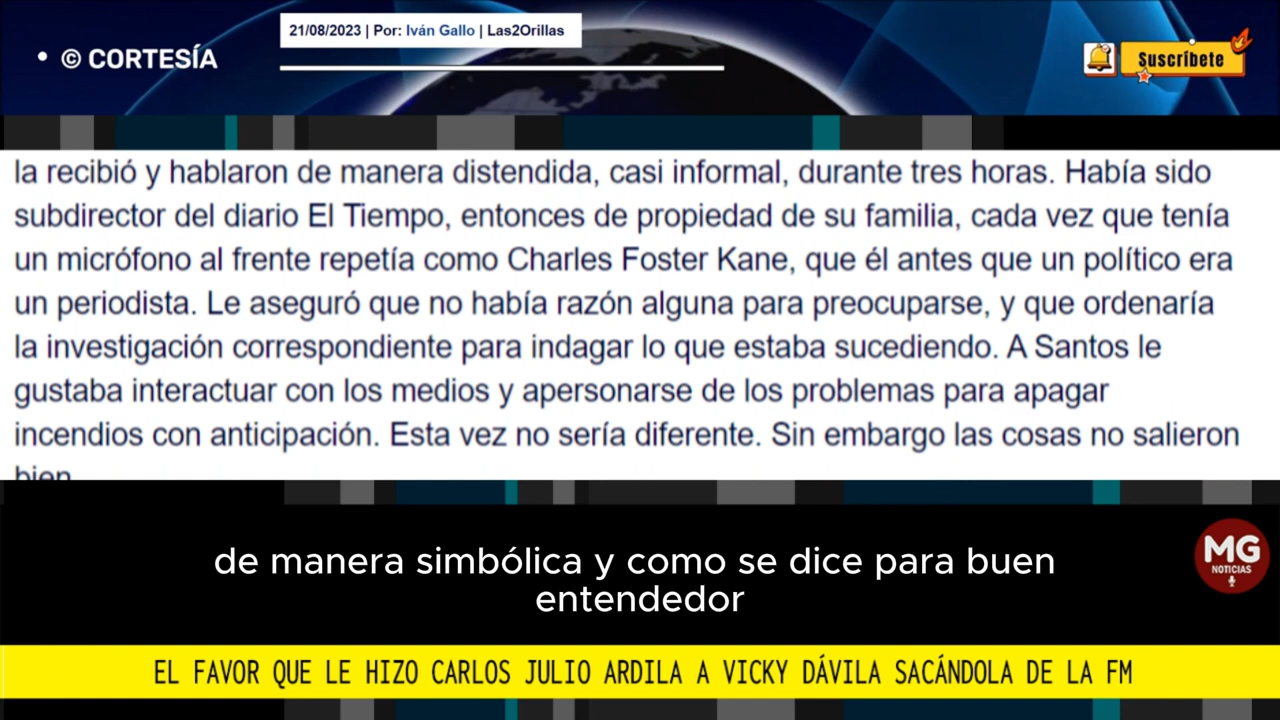 21/08/2023 | Por: Iván Gallo | Las2Orillas
• © CORTESÍA
Suscríbete
la recibió y hablaron de manera distendida, casi informal, durante tres horas. Había sido
subdirector del diario El Tiempo, entonces de propiedad de su familia, cada vez que tenía
un micrófono al frente repetía como Charles Foster Kane, que él antes que un político era
un periodista. Le aseguró que no había razón alguna para preocuparse, y que ordenaría
la investigación correspondiente para indagar lo que estaba sucediendo. A Santos le
gustaba interactuar con los medios y apersonarse de los problemas para apagar
incendios con anticipación. Esta vez no sería diferente. Sin embargo las cosas no salieron
bien
de manera simbólica y como se dice para buen
entendedor
MG
NOTICIAS
EL FAVOR QUE LE HIZO CARLOS JULIO ARDILA A VICKY DÁVILA SACÁNDOLA DE LA FM